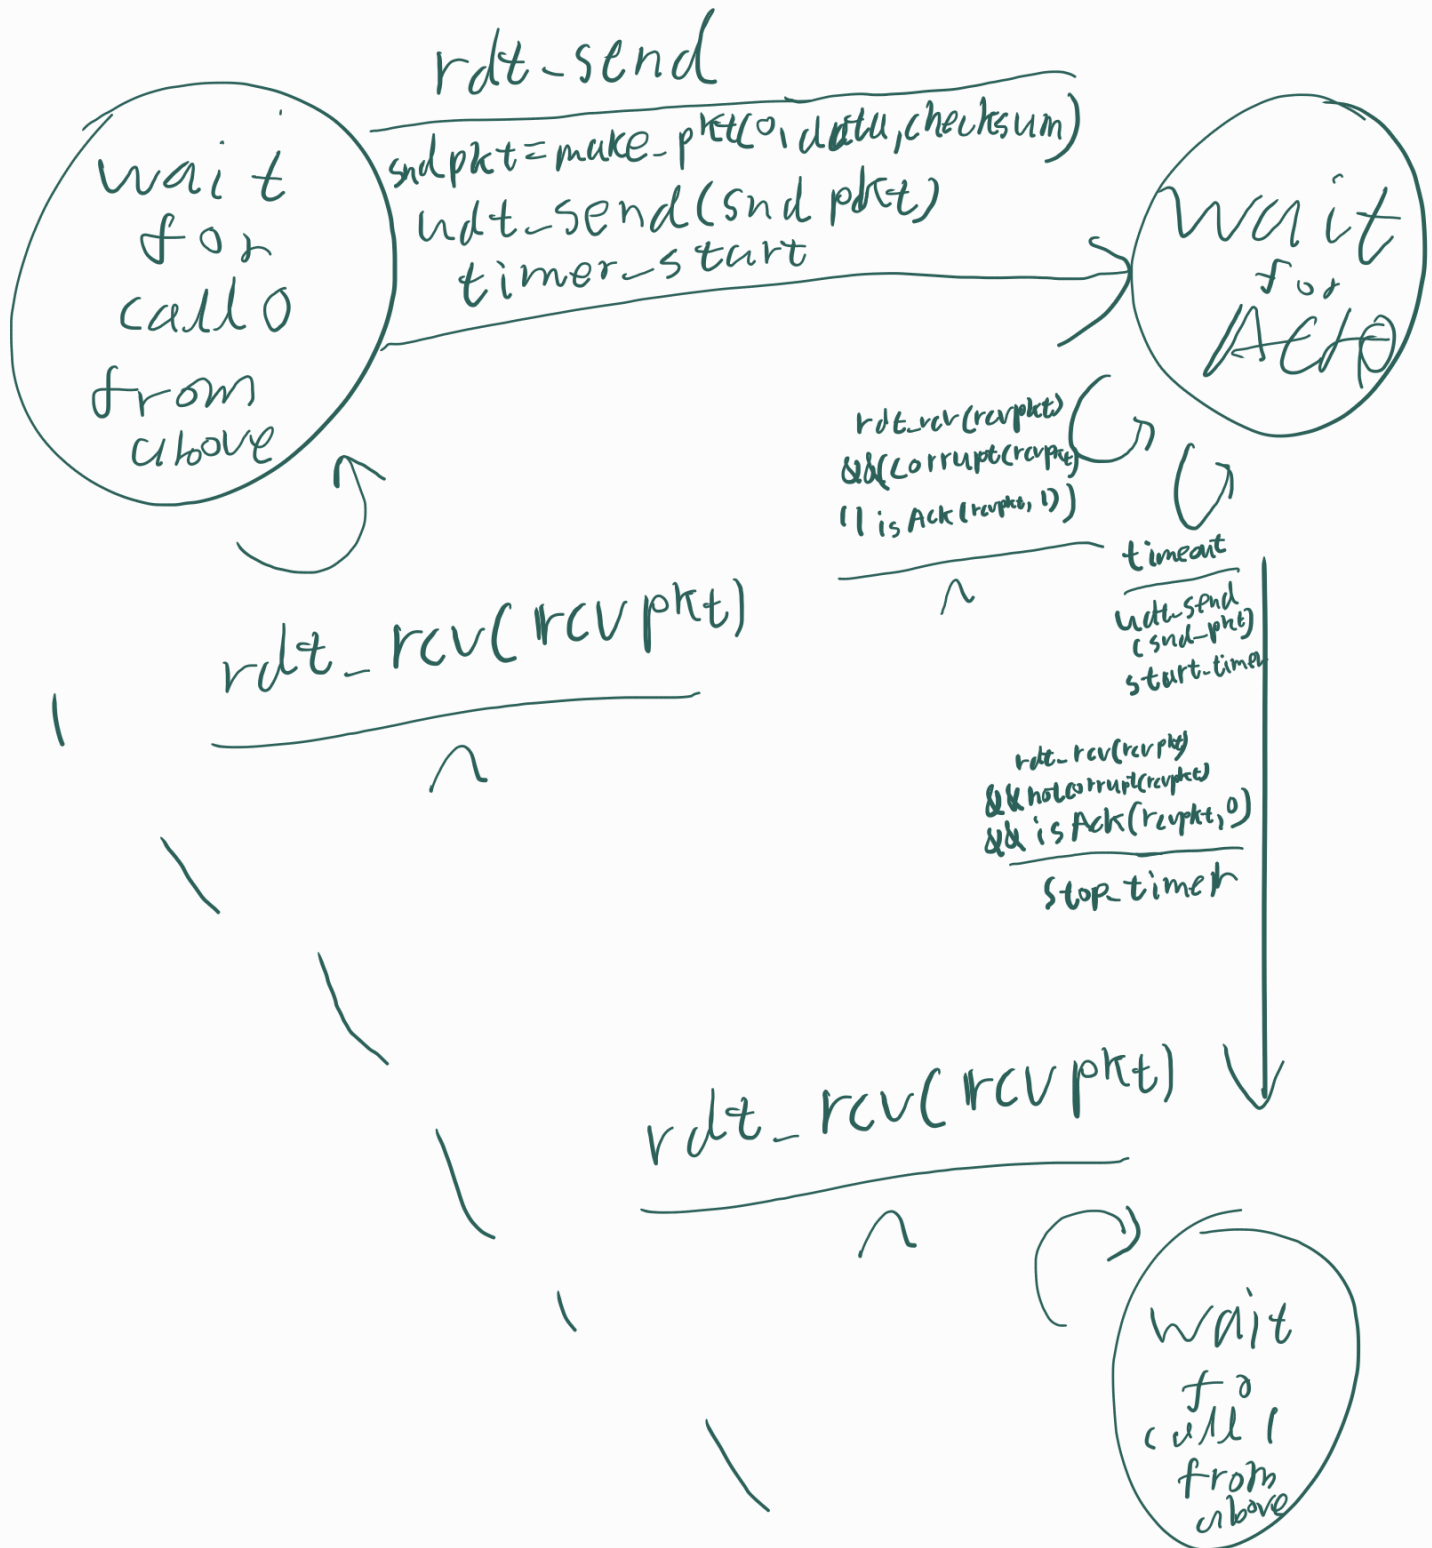 rdt_send
sndpkt=make_pkt(0,data,checksum)
udt_send(sndpkt)
timer_start
wait
for
call 0
from
above
wait
for
ACK0
rdt_rcv(rcvpkt)
&&(corrupt(rcvpkt)
||isAck(rcvpkt,1))
Λ
timeout
udt_send
(snd_pkt)
start_timer
rdt_rcv(rcvpkt)
Λ
rdt_rcv(rcvpkt)
&&notcorrupt(rcvpkt)
&&isAck(rcvpkt,0)
stop_timer
rdt_rcv(rcvpkt)
Λ
wait
fo
call 1
from
above